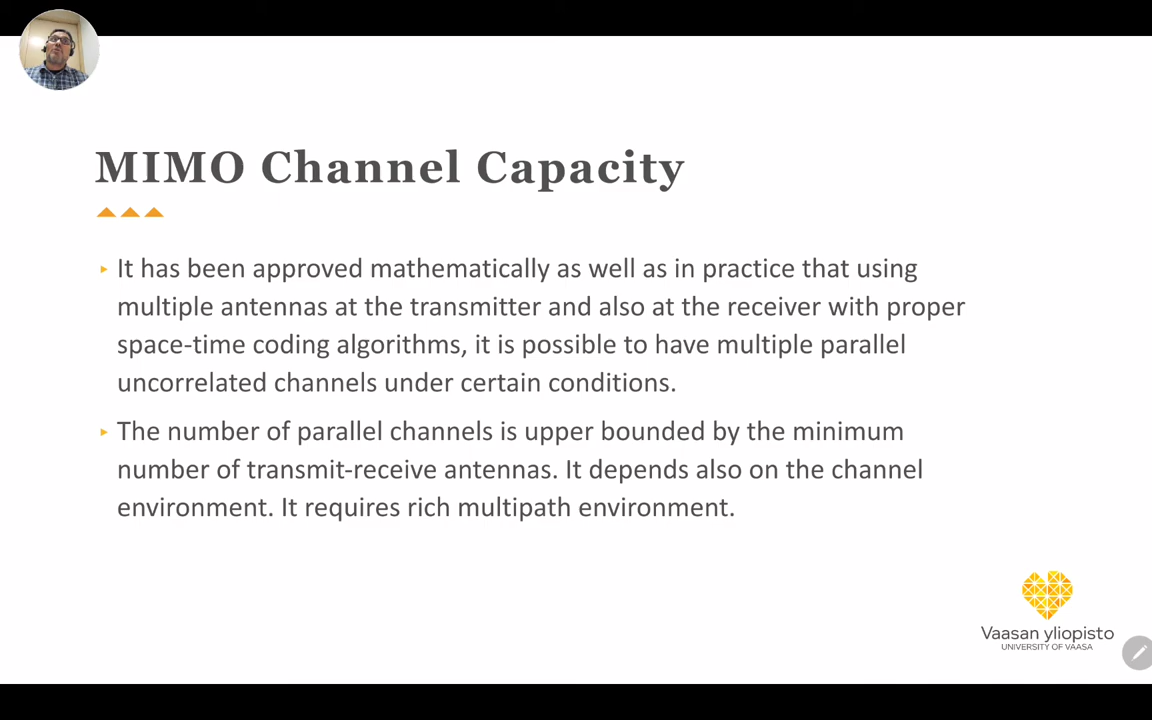 MIMO Channel Capacity
It has been approved mathematically as well as in practice that using
multiple antennas at the transmitter and also at the receiver with proper
space-time coding algorithms, it is possible to have multiple parallel
uncorrelated channels under certain conditions.
The number of parallel channels is upper bounded by the minimum
number of transmit-receive antennas. It depends also on the channel
environment. It requires rich multipath environment.
Vaasan yliopisto
UNIVERSITY OF VAASA